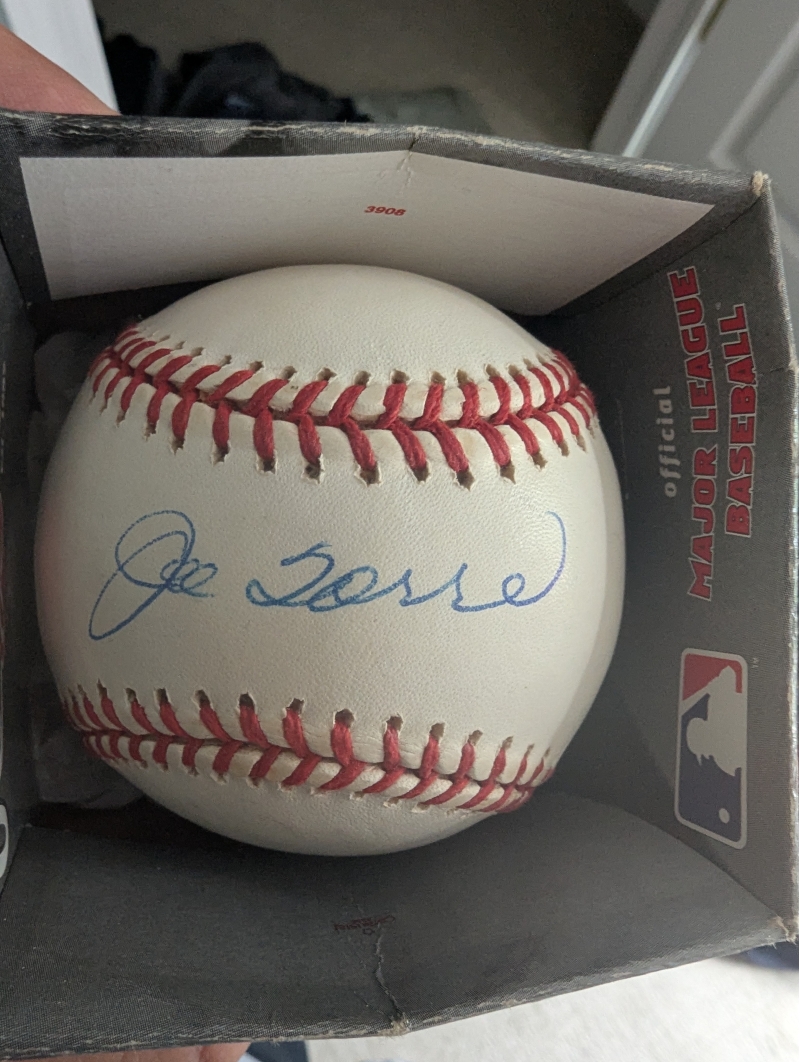 3908
Joe Torre
official
MAJOR LEAGUE
BASEBALL